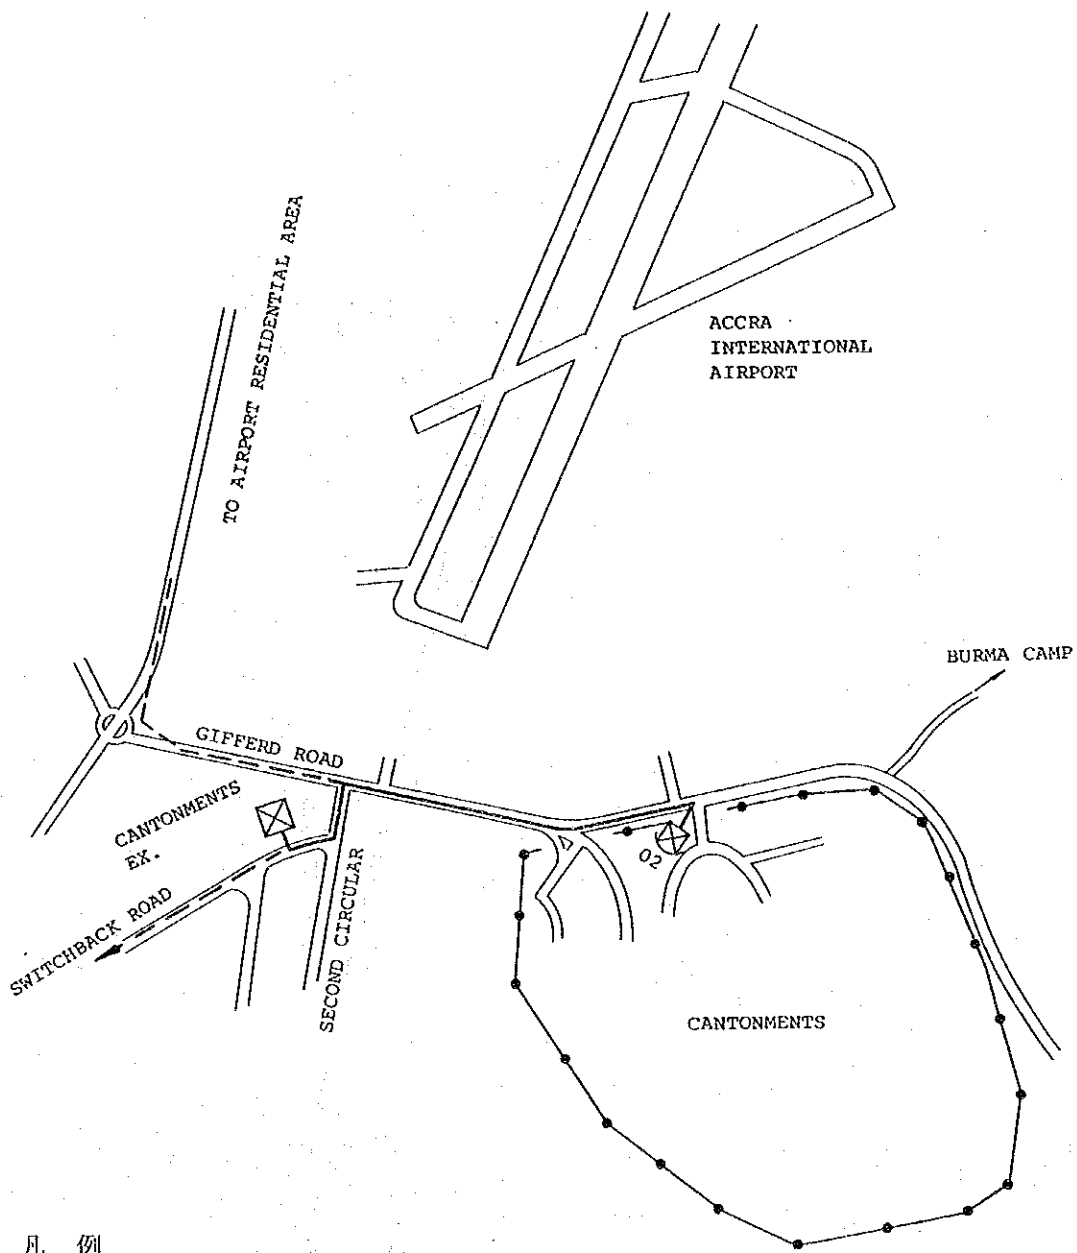 TO AIRPORT RESIDENTIAL AREA
ACCRA
INTERNATIONAL
AIRPORT
BURMA CAMP
GIFFERD ROAD
CANTONMENTS
EX.
02
SWITCHBACK ROAD
SECOND CIRCULAR
CANTONMENTS
凡 例